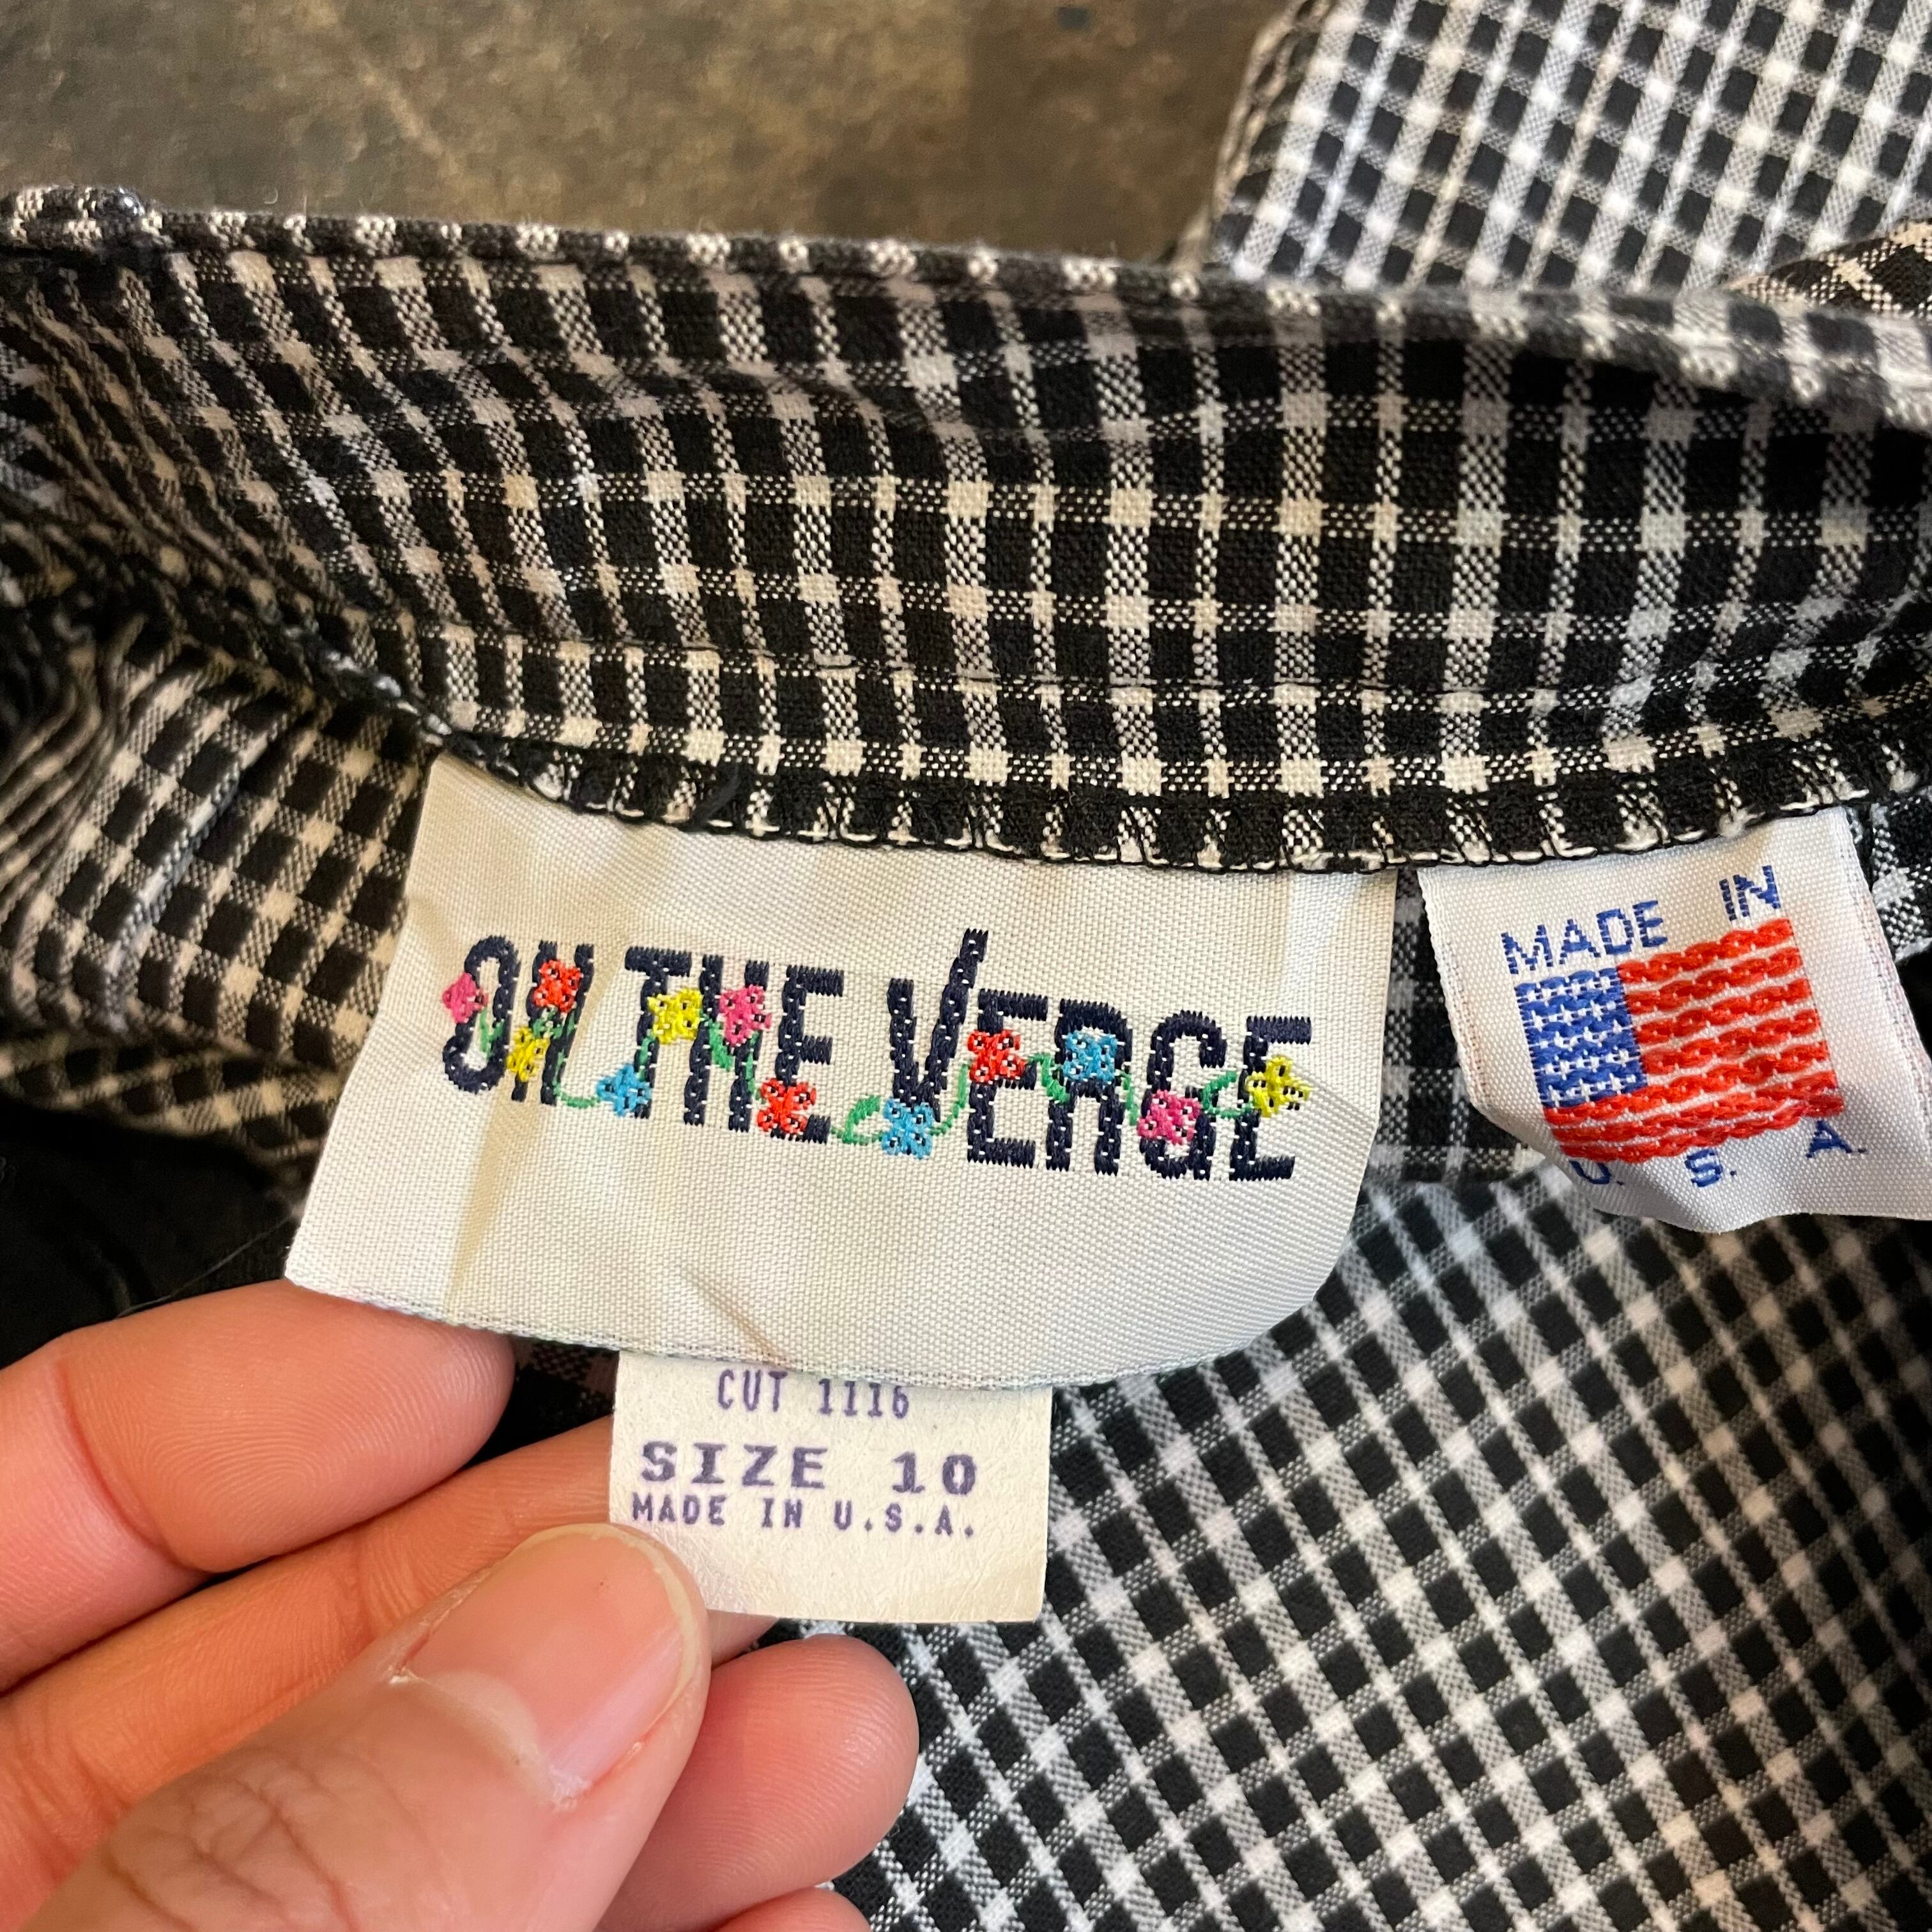 ON THE VERGE
MADE IN
U. S. A.
CUT 1116
SIZE 10
MADE IN U.S.A.